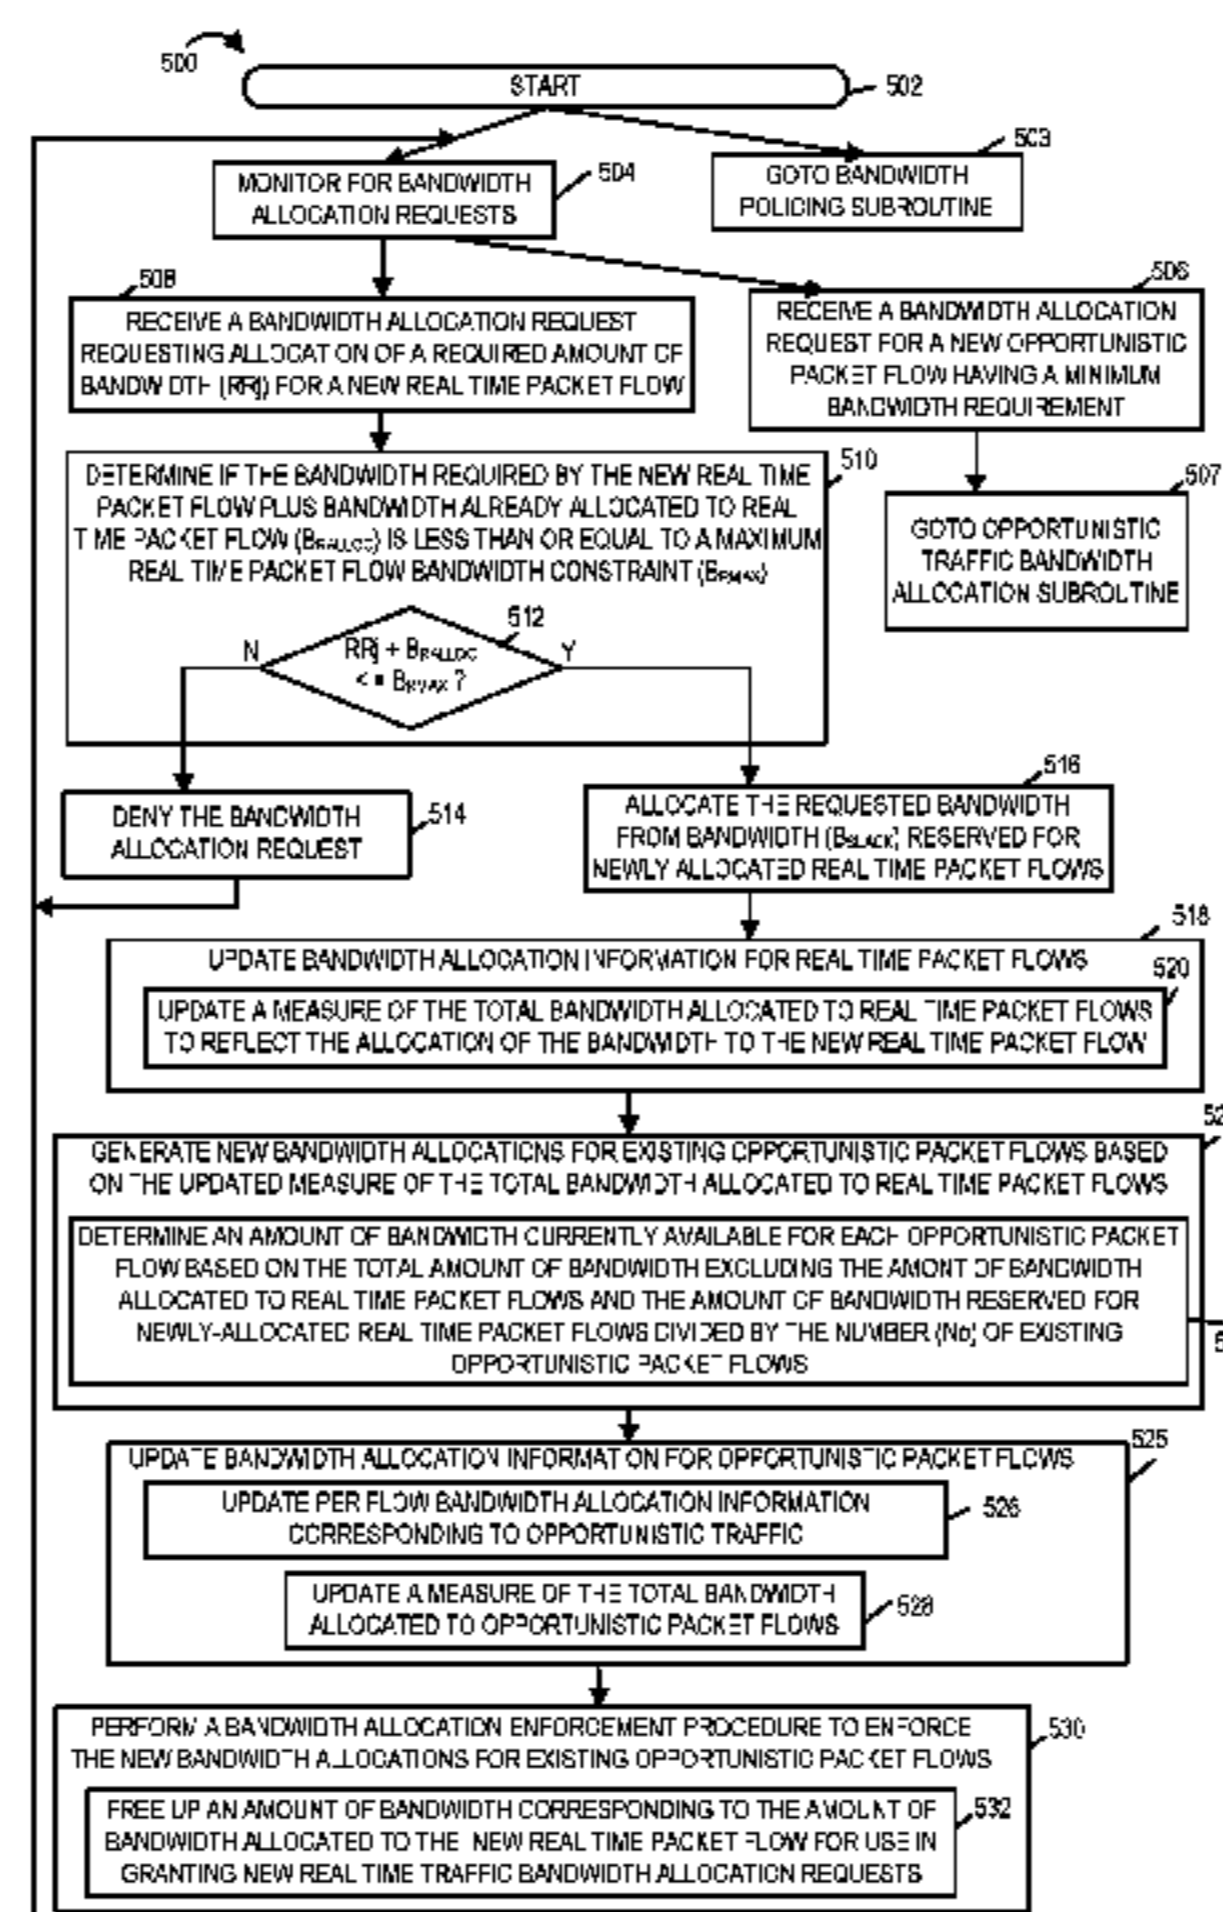 500
START
502
503
MONITOR FOR BANDWIDTH
ALLOCATION REQUESTS
504
GOTO BANDWIDTH
POLICING SUBROUTINE
508
RECEIVE A BANDWIDTH ALLOCATION REQUEST
REQUESTING ALLOCATION OF A REQUIRED AMOUNT OF
BANDWIDTH (RRj) FOR A NEW REAL TIME PACKET FLOW
506
RECEIVE A BANDWIDTH ALLOCATION
REQUEST FOR A NEW OPPORTUNISTIC
PACKET FLOW HAVING A MINIMUM
BANDWIDTH REQUIREMENT
510
DETERMINE IF THE BANDWIDTH REQUIRED BY THE NEW REAL TIME
PACKET FLOW PLUS BANDWIDTH ALREADY ALLOCATED TO REAL
TIME PACKET FLOW (BRALLOC) IS LESS THAN OR EQUAL TO A MAXIMUM
REAL TIME PACKET FLOW BANDWIDTH CONSTRAINT (BRMAX)
507
GOTO OPPORTUNISTIC
TRAFFIC BANDWIDTH
ALLOCATION SUBROUTINE
512
N
RRj + BRALLOC
<= BRMAX ?
Y
DENY THE BANDWIDTH
ALLOCATION REQUEST
514
516
ALLOCATE THE REQUESTED BANDWIDTH
FROM BANDWIDTH (BSLACK) RESERVED FOR
NEWLY ALLOCATED REAL TIME PACKET FLOWS
518
UPDATE BANDWIDTH ALLOCATION INFORMATION FOR REAL TIME PACKET FLOWS
520
UPDATE A MEASURE OF THE TOTAL BANDWIDTH ALLOCATED TO REAL TIME PACKET FLOWS
TO REFLECT THE ALLOCATION OF THE BANDWIDTH TO THE NEW REAL TIME PACKET FLOW
GENERATE NEW BANDWIDTH ALLOCATIONS FOR EXISTING OPPORTUNISTIC PACKET FLOWS BASED
ON THE UPDATED MEASURE OF THE TOTAL BANDWIDTH ALLOCATED TO REAL TIME PACKET FLOWS
DETERMINE AN AMOUNT OF BANDWIDTH CURRENTLY AVAILABLE FOR EACH OPPORTUNISTIC PACKET
FLOW BASED ON THE TOTAL AMOUNT OF BANDWIDTH EXCLUDING THE AMONT OF BANDWIDTH
ALLOCATED TO REAL TIME PACKET FLOWS AND THE AMOUNT OF BANDWIDTH RESERVED FOR
NEWLY-ALLOCATED REAL TIME PACKET FLOWS DIVIDED BY THE NUMBER (No) OF EXISTING
OPPORTUNISTIC PACKET FLOWS
525
UPDATE BANDWIDTH ALLOCATION INFORMATION FOR OPPORTUNISTIC PACKET FLOWS
UPDATE PER FLOW BANDWIDTH ALLOCATION INFORMATION
CORRESPONDING TO OPPORTUNISTIC TRAFFIC
526
UPDATE A MEASURE OF THE TOTAL BANDWIDTH
ALLOCATED TO OPPORTUNISTIC PACKET FLOWS
528
PERFORM A BANDWIDTH ALLOCATION ENFORCEMENT PROCEDURE TO ENFORCE
THE NEW BANDWIDTH ALLOCATIONS FOR EXISTING OPPORTUNISTIC PACKET FLOWS
530
FREE UP AN AMOUNT OF BANDWIDTH CORRESPONDING TO THE AMOUNT OF
BANDWIDTH ALLOCATED TO THE NEW REAL TIME PACKET FLOW FOR USE IN
GRANTING NEW REAL TIME TRAFFIC BANDWIDTH ALLOCATION REQUESTS
532